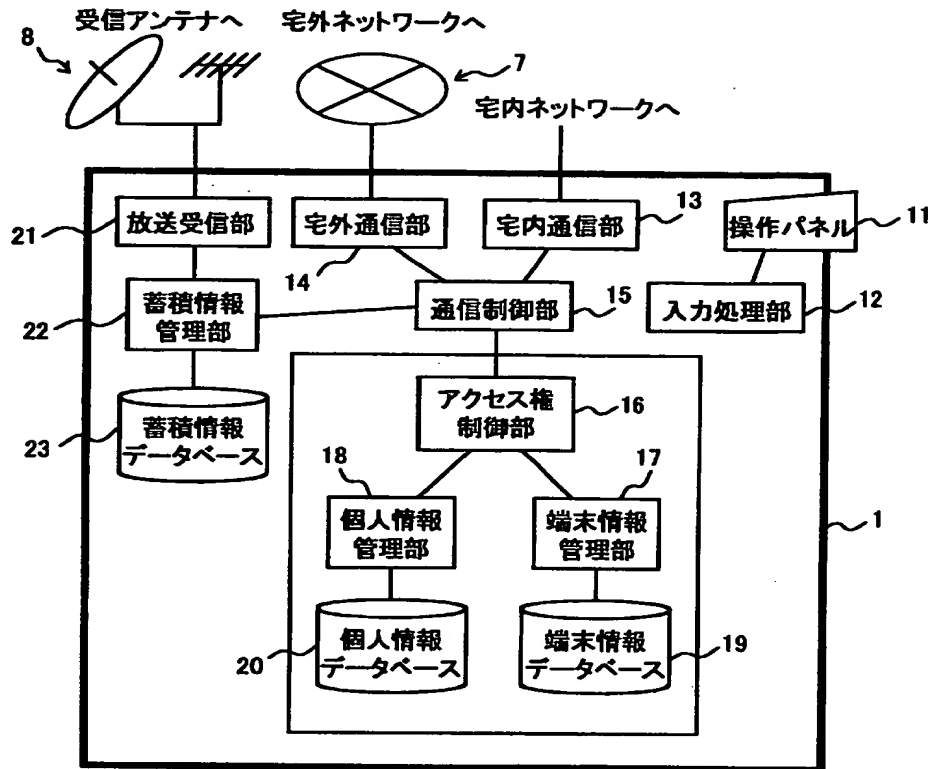 受信アンテナへ
宅外ネットワークへ
8
7
宅内ネットワークへ
21
放送受信部
宅外通信部
14
宅内通信部
13
操作パネル
11
22
蓄積情報
管理部
通信制御部
15
入力処理部
12
23
蓄積情報
データベース
アクセス権
制御部
16
18
個人情報
管理部
17
端末情報
管理部
1
20
個人情報
データベース
端末情報
データベース
19